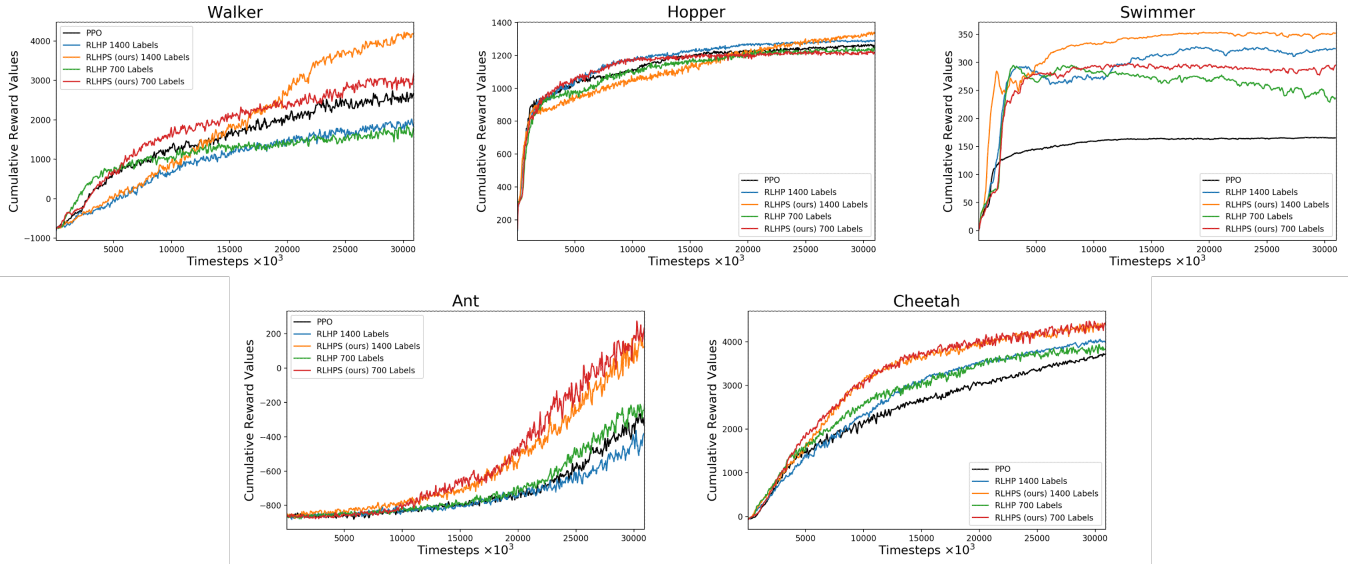 Walker
Cumulative Reward Values
4000
3000
2000
1000
0
−1000
PPO
RLHP 1400 Labels
RLHPS (ours) 1400 Labels
RLHP 700 Labels
RLHPS (ours) 700 Labels
5000 10000 15000 20000 25000 30000
Timesteps ×10³
Hopper
Cumulative Reward Values
1400
1200
1000
800
600
400
200
PPO
RLHP 1400 Labels
RLHPS (ours) 1400 Labels
RLHP 700 Labels
RLHPS (ours) 700 Labels
5000 10000 15000 20000 25000 30000
Timesteps ×10³
Swimmer
Cumulative Reward Values
350
300
250
200
150
100
50
0
PPO
RLHP 1400 Labels
RLHPS (ours) 1400 Labels
RLHP 700 Labels
RLHPS (ours) 700 Labels
5000 10000 15000 20000 25000 30000
Timesteps ×10³
Ant
Cumulative Reward Values
200
0
−200
−400
−600
−800
PPO
RLHP 1400 Labels
RLHPS (ours) 1400 Labels
RLHP 700 Labels
RLHPS (ours) 700 Labels
5000 10000 15000 20000 25000 30000
Timesteps ×10³
Cheetah
Cumulative Reward Values
4000
3000
2000
1000
0
PPO
RLHP 1400 Labels
RLHPS (ours) 1400 Labels
RLHP 700 Labels
RLHPS (ours) 700 Labels
5000 10000 15000 20000 25000 30000
Timesteps ×10³